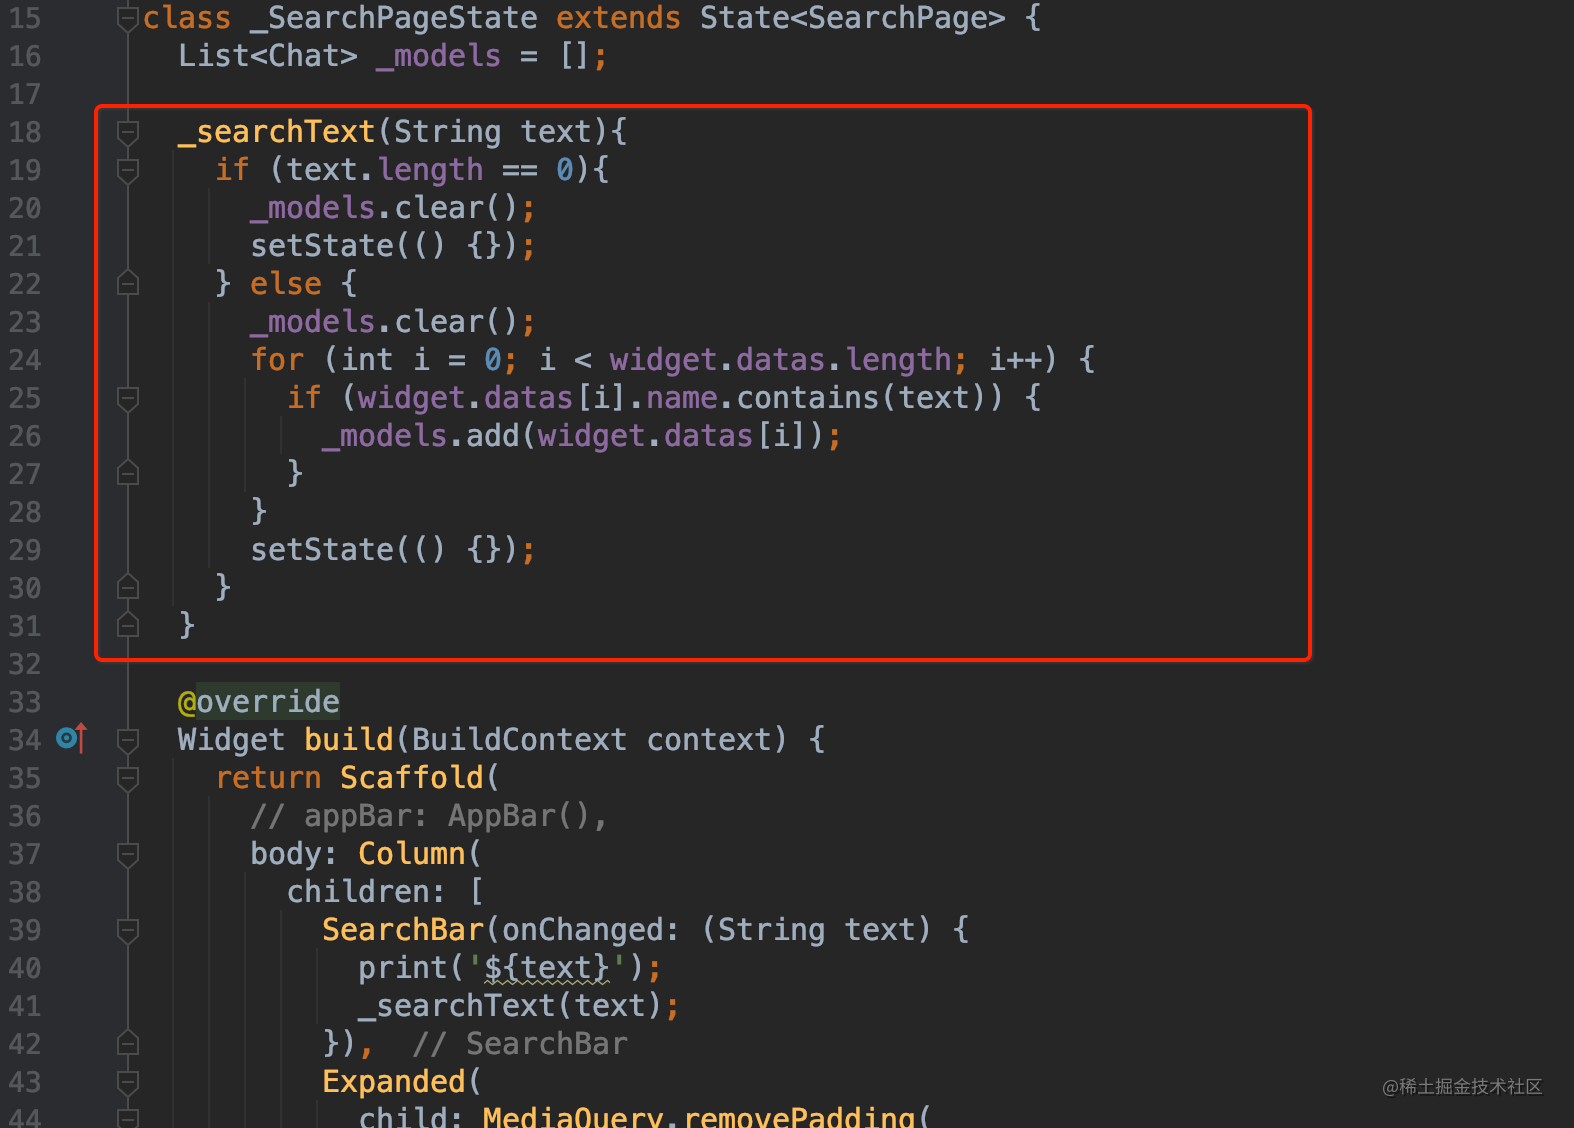 15 class _SearchPageState extends State<SearchPage> {
16   List<Chat> _models = [];
17
18   _searchText(String text){
19     if (text.length == 0){
20       _models.clear();
21       setState(() {});
22     } else {
23       _models.clear();
24       for (int i = 0; i < widget.datas.length; i++) {
25         if (widget.datas[i].name.contains(text)) {
26           _models.add(widget.datas[i]);
27         }
28       }
29       setState(() {});
30     }
31   }
32
33   @override
34   Widget build(BuildContext context) {
35     return Scaffold(
36       // appBar: AppBar(),
37       body: Column(
38         children: [
39           SearchBar(onChanged: (String text) {
40             print('${text}');
41             _searchText(text);
42           }),  // SearchBar
43           Expanded(
44             child: MediaQuery.removePadding(
@稀土掘金技术社区